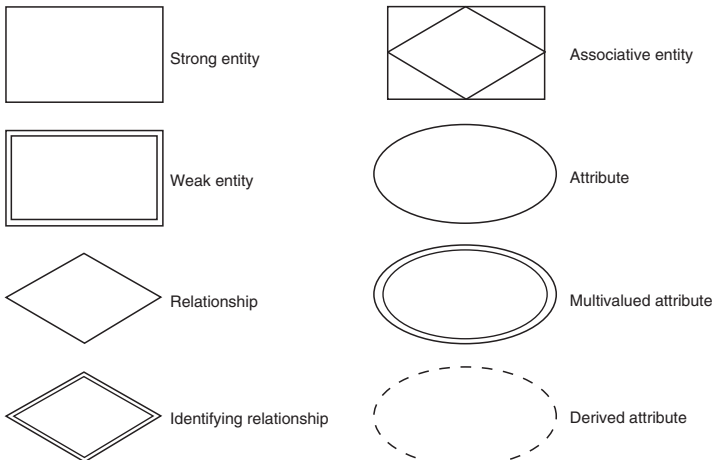 Strong entity
Associative entity
Weak entity
Attribute
Relationship
Multivalued attribute
Identifying relationship
Derived attribute